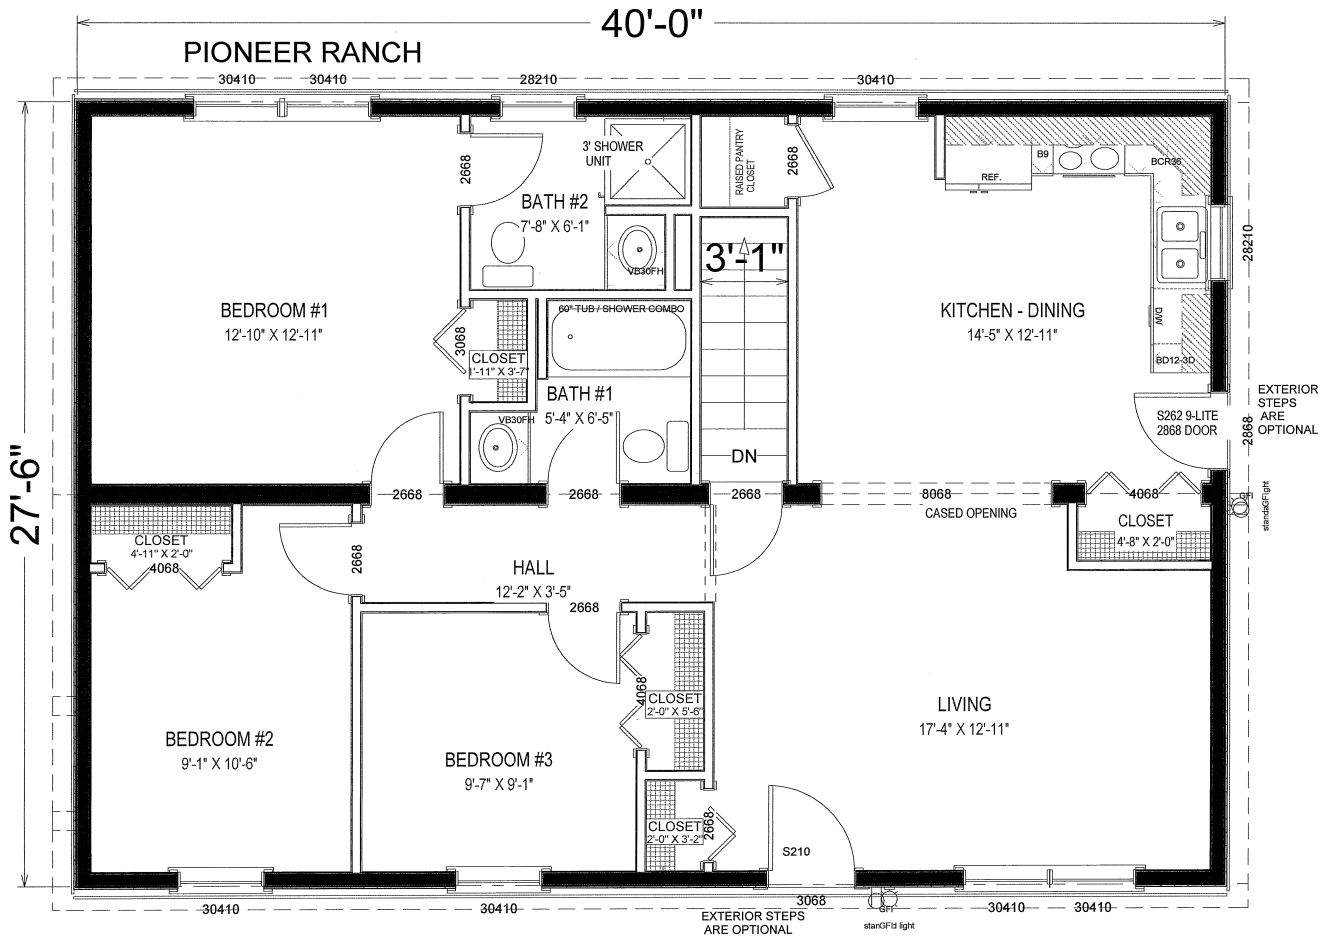 40'-0"
PIONEER RANCH
30410
30410
28210
30410
27'-6"
2668
3' SHOWER
UNIT
BATH #2
7'-8" X 6'-1"
VB30FH
RAISED PANTRY
CLOSET
2668
REF.
B9
BCR36
28210
3'-1"
BEDROOM #1
12'-10" X 12'-11"
3068
CLOSET
1'-11" X 3'-7"
60" TUB / SHOWER COMBO
BATH #1
5'-4" X 6'-5"
VB30FH
DN
KITCHEN - DINING
14'-5" X 12'-11"
D/W
BD12-3D
S262 9-LITE
2868 DOOR
2868
EXTERIOR
STEPS
ARE
OPTIONAL
2668
2668
2668
8068
CASED OPENING
4068
CLOSET
4'-8" X 2'-0"
GFI
standaGFIght
CLOSET
4'-11" X 2'-0"
4068
2668
HALL
12'-2" X 3'-5"
2668
4068
CLOSET
2'-0" X 5'-6"
LIVING
17'-4" X 12'-11"
BEDROOM #2
9'-1" X 10'-6"
BEDROOM #3
9'-7" X 9'-1"
CLOSET
2'-0" X 3'-2"
2668
S210
30410
30410
3068
30410
30410
GFI
stanGFId light
EXTERIOR STEPS
ARE OPTIONAL